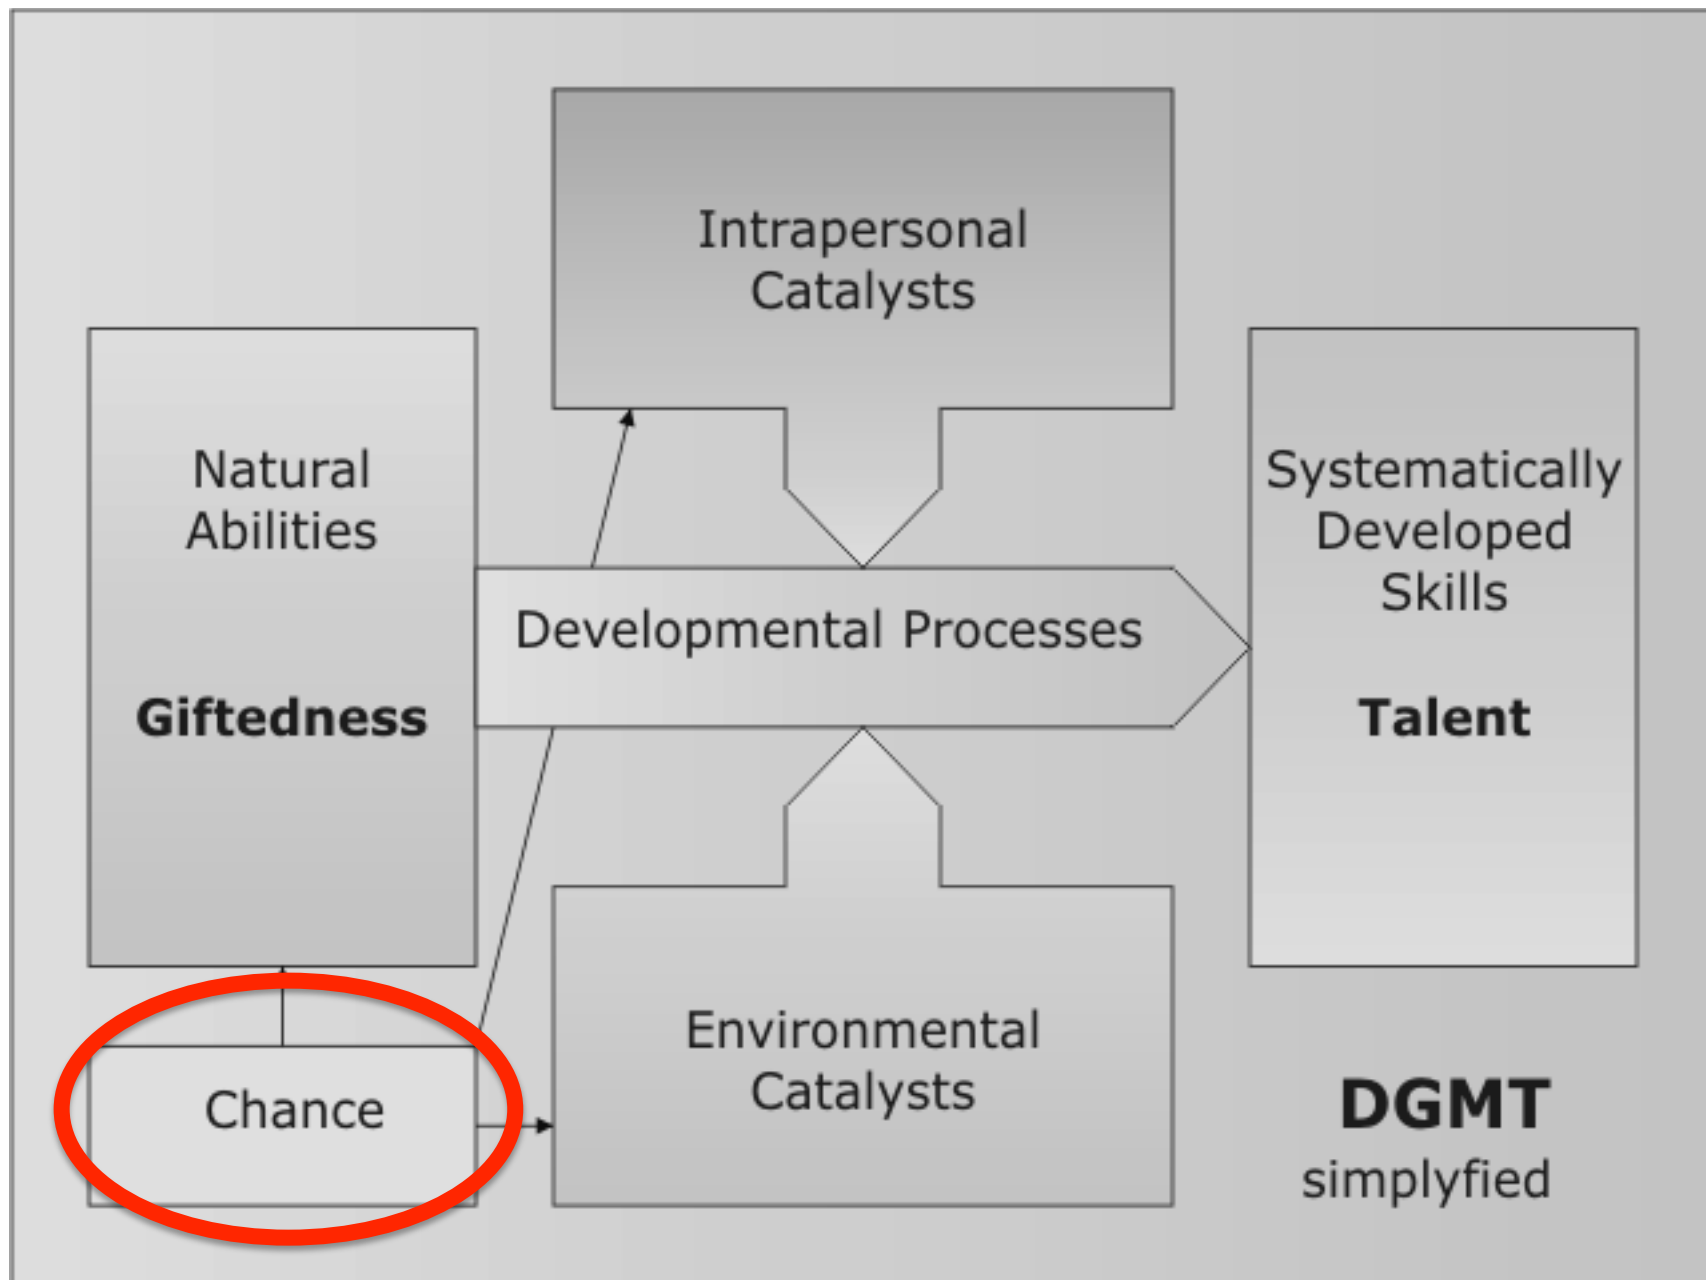 Intrapersonal
Catalysts
Natural
Abilities
Giftedness
Developmental Processes
Systematically
Developed
Skills
Talent
Chance
Environmental
Catalysts
DGMT
simplyfied